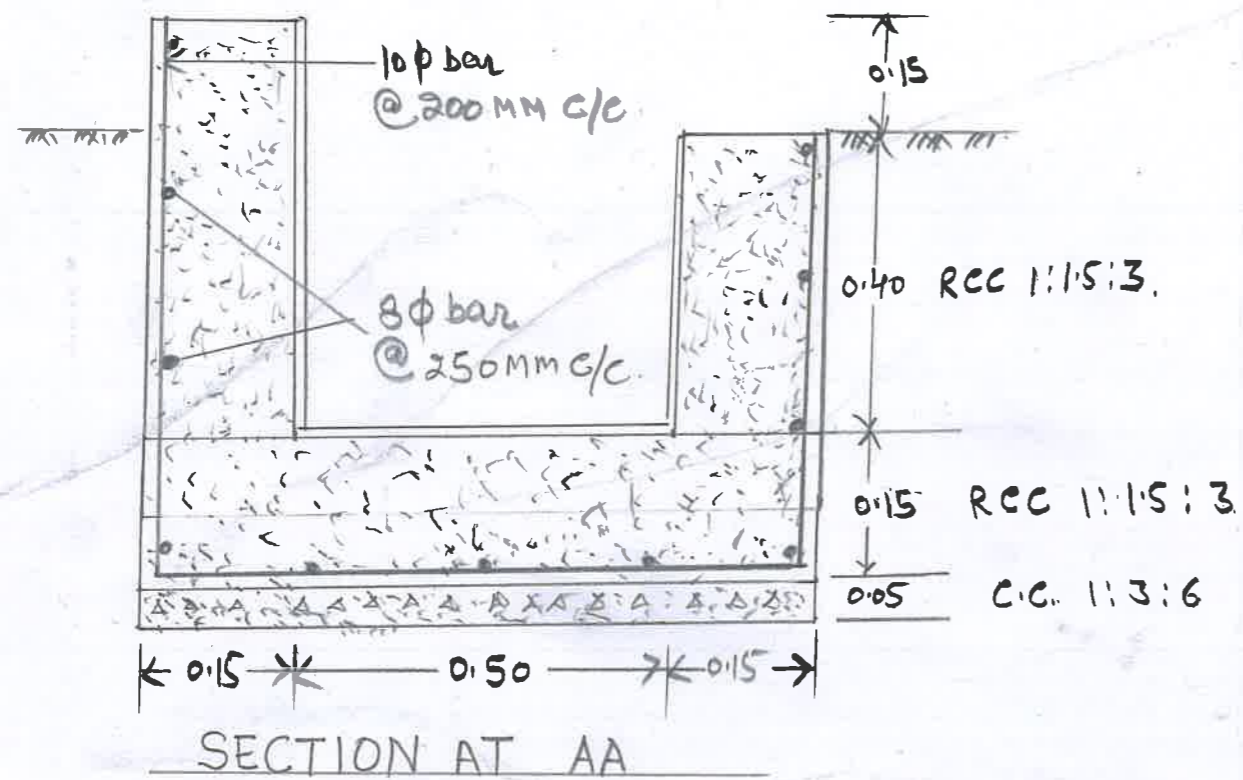 10 ϕ bar
@ 200 MM C/C
0.15
0.40 RCC 1:1.5:3.
8 ϕ bar
@ 250 MM C/C.
0.15 RCC 1:1.5:3
0.05 C.C. 1:3:6
0.15 0.50 0.15
SECTION AT AA